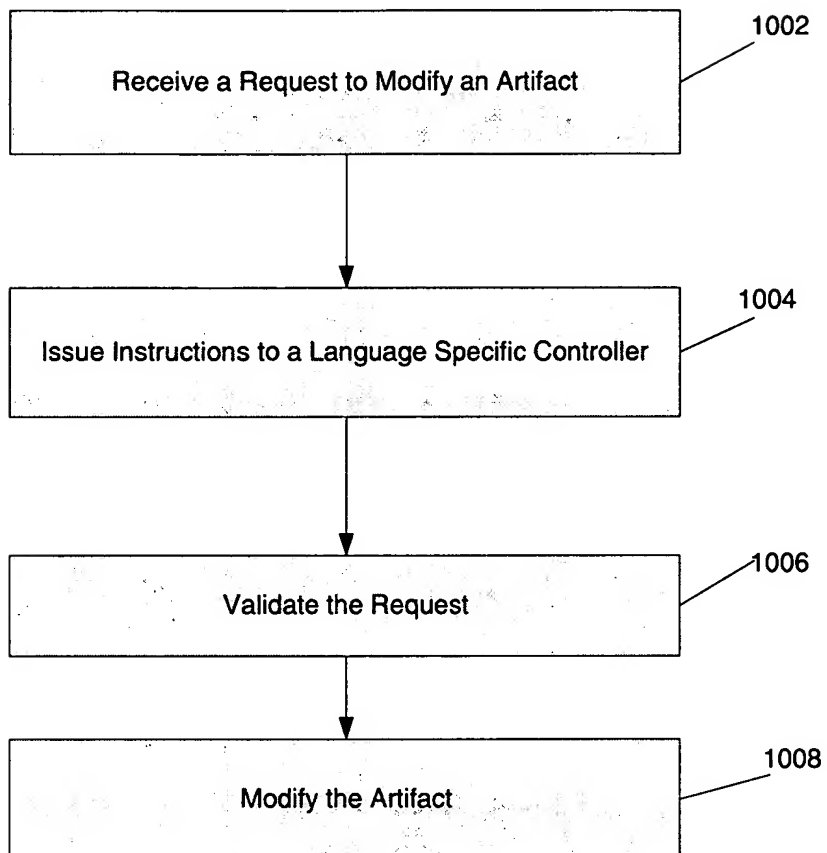 1002
Receive a Request to Modify an Artifact
1004
Issue Instructions to a Language Specific Controller
1006
Validate the Request
1008
Modify the Artifact